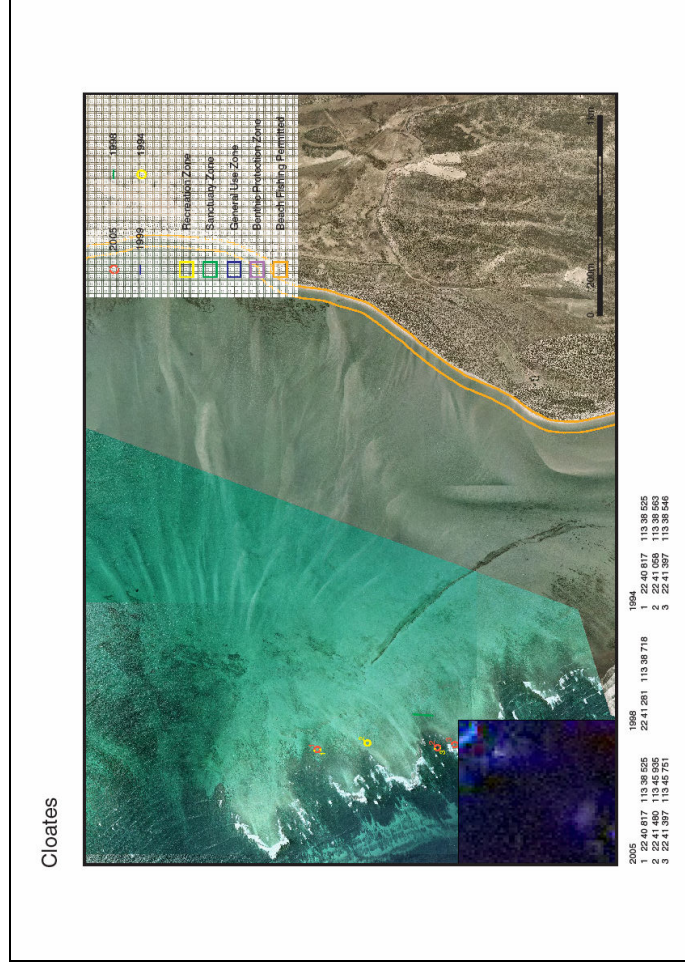 Cloates
2005
1998
1999
1994
Recreation Zone
Sanctuary Zone
General Use Zone
Benthic Protection Zone
Beach Fishing Permitted
0 200m 1km
2005
1 22 40 817 113 38 525
2 22 41 480 113 45 935
3 22 41 397 113 45 751
1998
22 41 281 113 38 718
1994
1 22 40 817 113 38 525
2 22 41 058 113 38 563
3 22 41 397 113 38 546